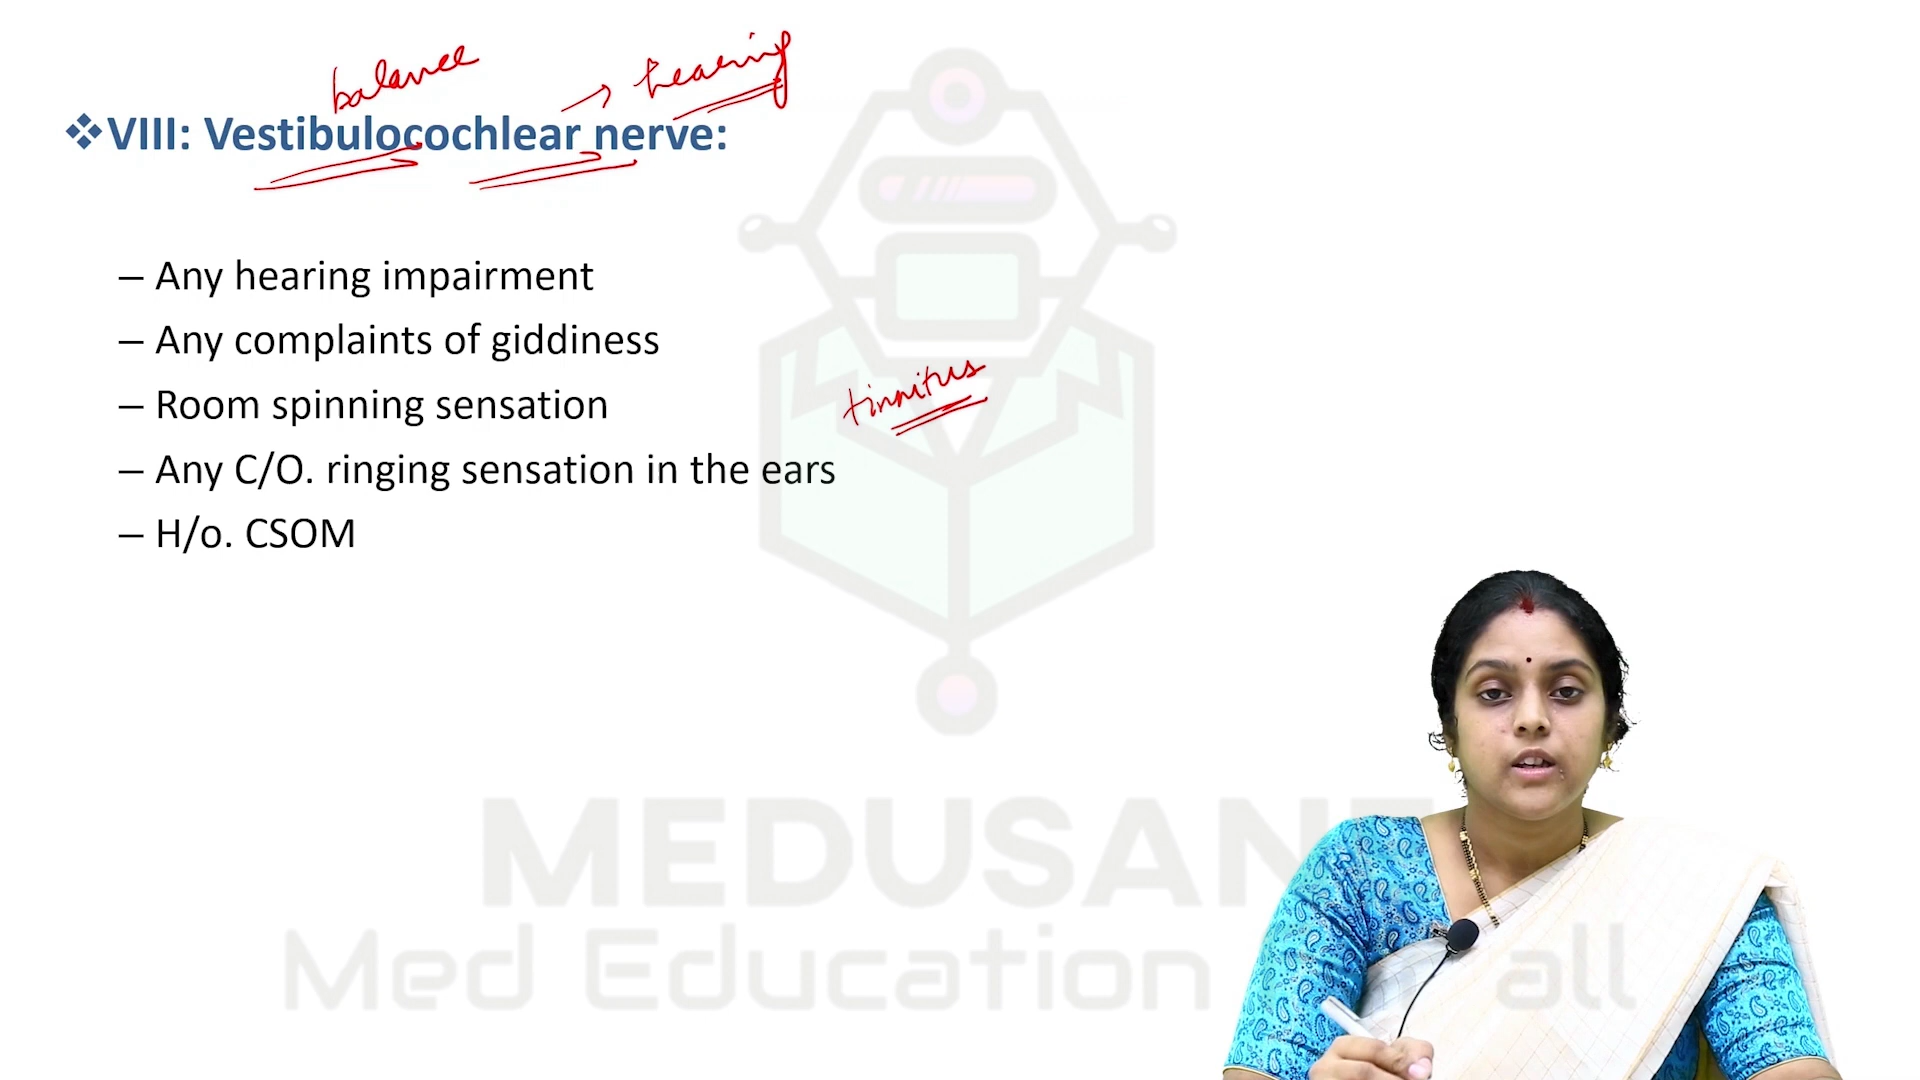 balance
→ hearing
❖VIII: Vestibulocochlear nerve:
– Any hearing impairment
– Any complaints of giddiness
tinnitus
– Room spinning sensation
– Any C/O. ringing sensation in the ears
– H/o. CSOM
MEDUSANE
Med Education all